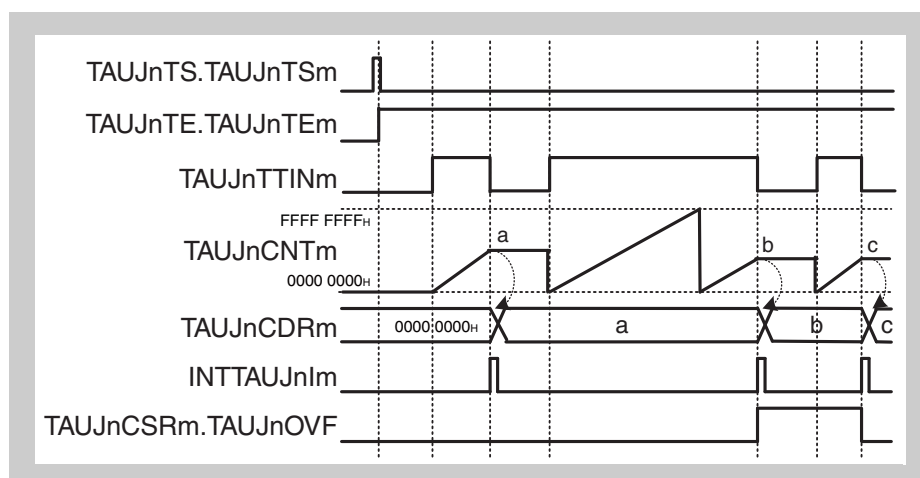 TAUJnTS.TAUJnTSm
TAUJnTE.TAUJnTEm
TAUJnTTINm
FFFF FFFFH
TAUJnCNTm
0000 0000H
a
b
c
TAUJnCDRm
0000 0000H
a
b
c
INTTAUJnIm
TAUJnCSRm.TAUJnOVF